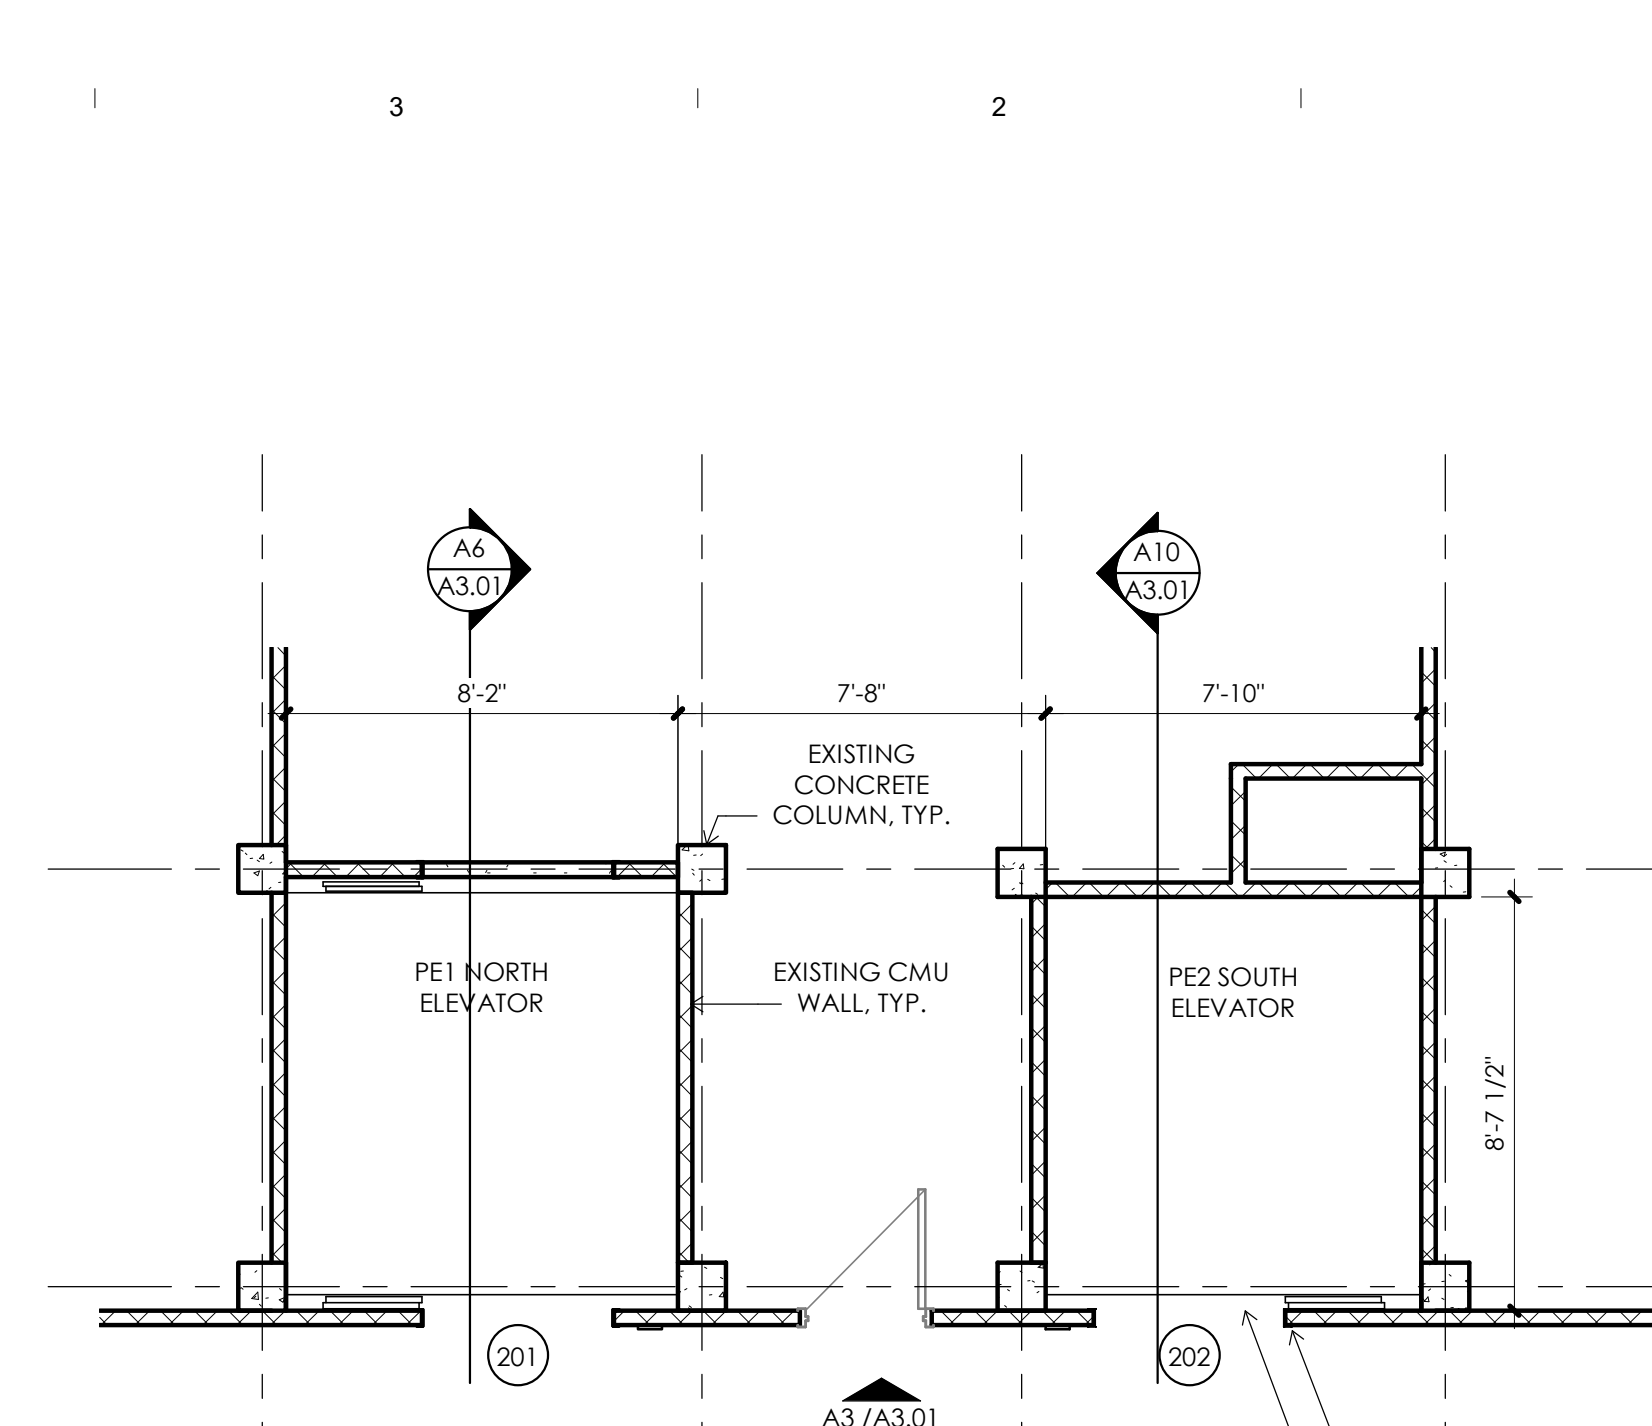 3
2
A6
A3.01
A10
A3.01
8'-2"
7'-8"
7'-10"
EXISTING
CONCRETE
COLUMN, TYP.
PE1 NORTH
ELEVATOR
EXISTING CMU
WALL, TYP.
PE2 SOUTH
ELEVATOR
8'-7 1/2"
201
202
A3 /A3.01